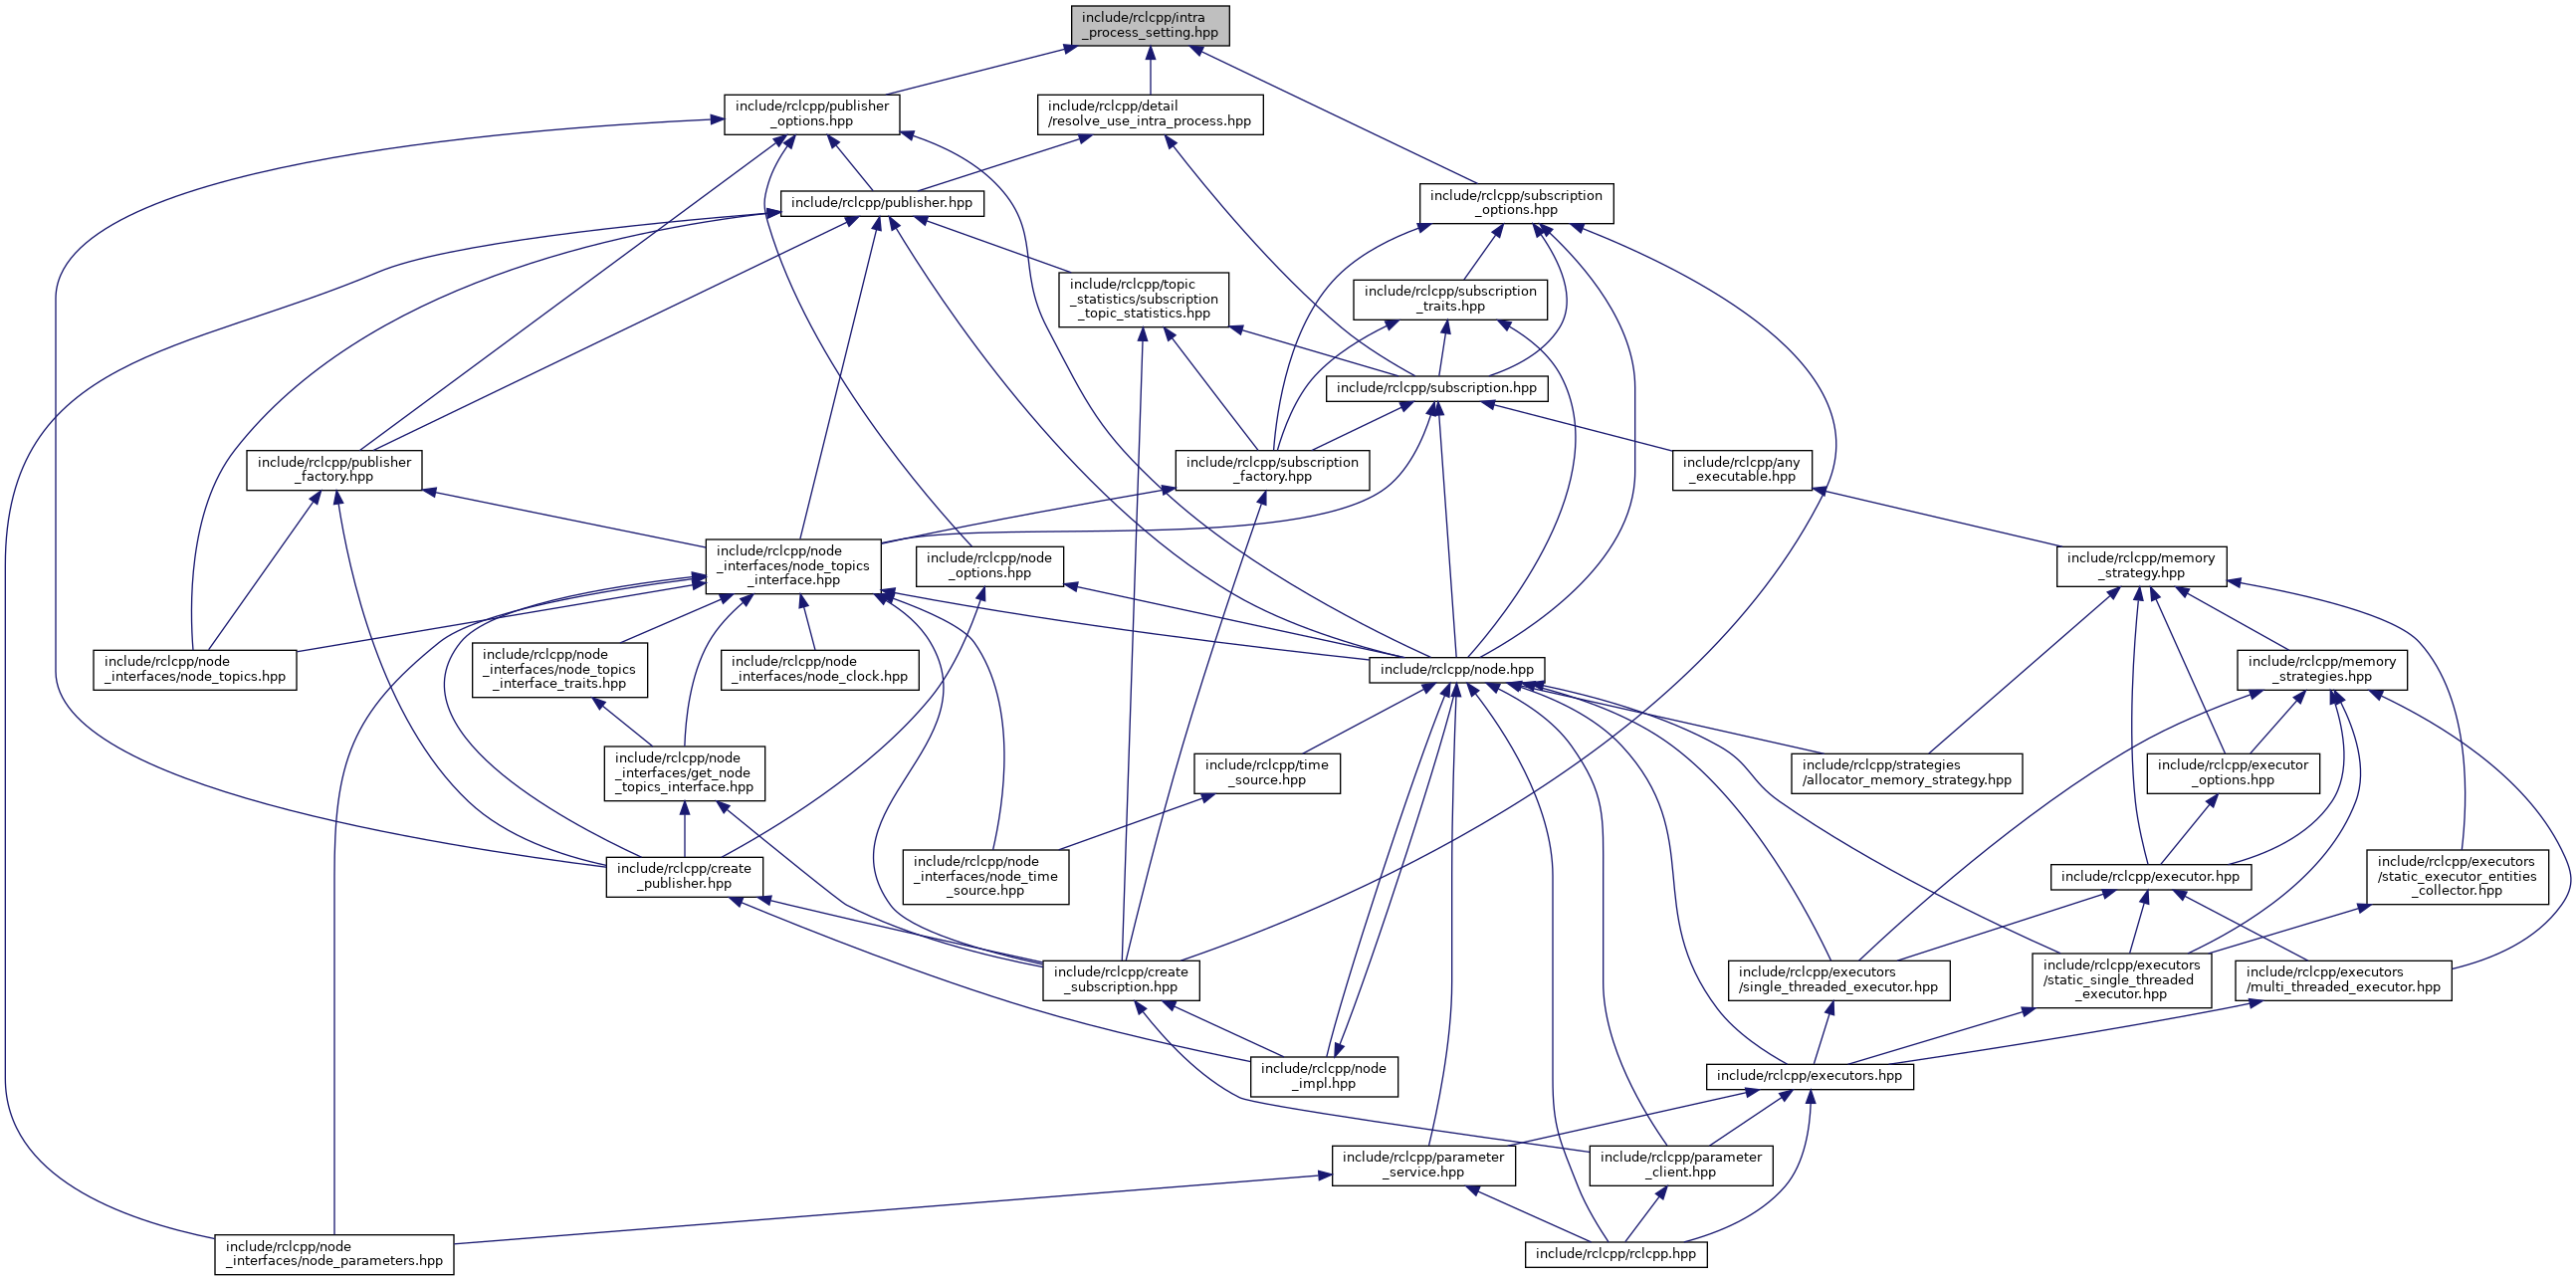 include/rclcpp/intra
_process_setting.hpp
include/rclcpp/publisher
_options.hpp
include/rclcpp/detail
/resolve_use_intra_process.hpp
include/rclcpp/publisher.hpp
include/rclcpp/subscription
_options.hpp
include/rclcpp/topic
_statistics/subscription
_topic_statistics.hpp
include/rclcpp/subscription
_traits.hpp
include/rclcpp/subscription.hpp
include/rclcpp/publisher
_factory.hpp
include/rclcpp/subscription
_factory.hpp
include/rclcpp/any
_executable.hpp
include/rclcpp/node
_interfaces/node_topics
_interface.hpp
include/rclcpp/node
_options.hpp
include/rclcpp/memory
_strategy.hpp
include/rclcpp/node
_interfaces/node_topics.hpp
include/rclcpp/node
_interfaces/node_topics
_interface_traits.hpp
include/rclcpp/node
_interfaces/node_clock.hpp
include/rclcpp/node.hpp
include/rclcpp/memory
_strategies.hpp
include/rclcpp/node
_interfaces/get_node
_topics_interface.hpp
include/rclcpp/time
_source.hpp
include/rclcpp/strategies
/allocator_memory_strategy.hpp
include/rclcpp/executor
_options.hpp
include/rclcpp/create
_publisher.hpp
include/rclcpp/node
_interfaces/node_time
_source.hpp
include/rclcpp/executor.hpp
include/rclcpp/executors
/static_executor_entities
_collector.hpp
include/rclcpp/create
_subscription.hpp
include/rclcpp/executors
/single_threaded_executor.hpp
include/rclcpp/executors
/static_single_threaded
_executor.hpp
include/rclcpp/executors
/multi_threaded_executor.hpp
include/rclcpp/node
_impl.hpp
include/rclcpp/executors.hpp
include/rclcpp/parameter
_service.hpp
include/rclcpp/parameter
_client.hpp
include/rclcpp/node
_interfaces/node_parameters.hpp
include/rclcpp/rclcpp.hpp